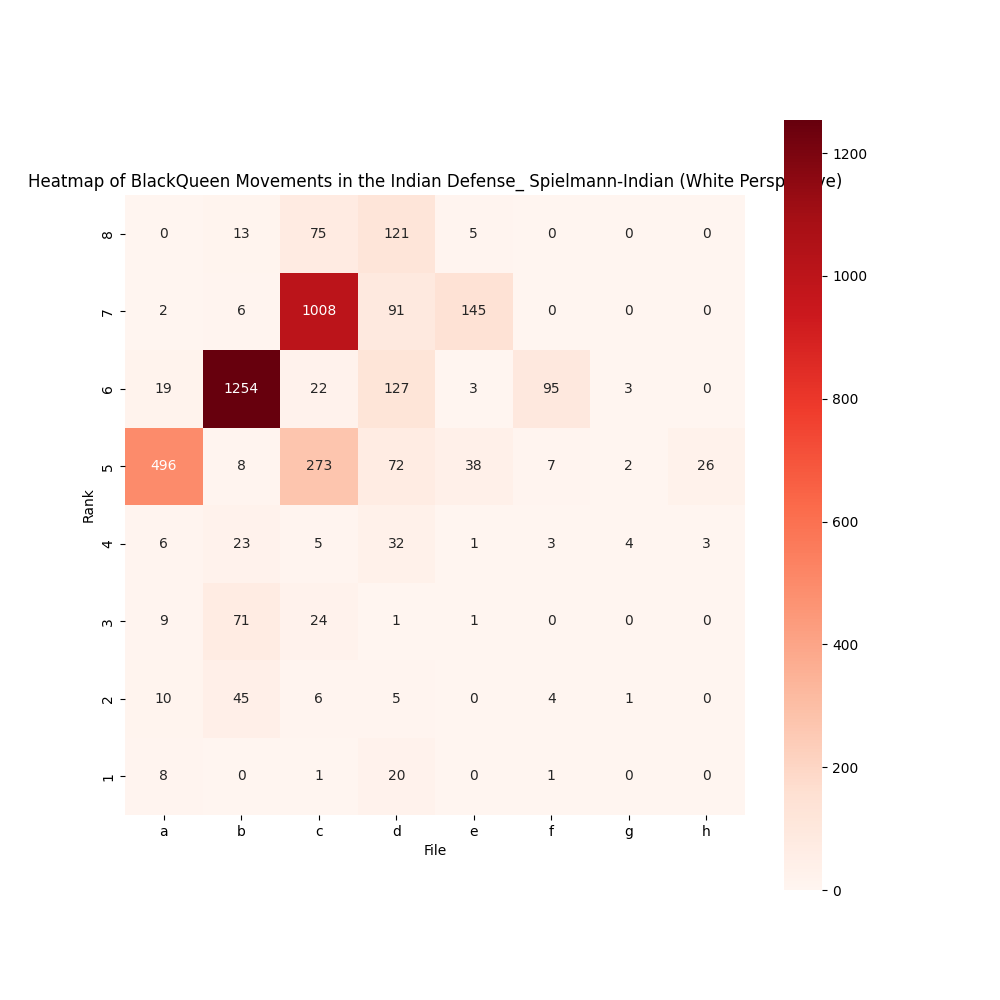 Heatmap of BlackQueen Movements in the Indian Defense_ Spielmann-Indian (White Perspective)
1200
8 0 13 75 121 5 0 0 0
7 2 6 1008 91 145 0 0 0
1000
6 19 1254 22 127 3 95 3 0
800
5 496 8 273 72 38 7 2 26
Rank
4 6 23 5 32 1 3 4 3
600
3 9 71 24 1 1 0 0 0
400
2 10 45 6 5 0 4 1 0
200
1 8 0 1 20 0 1 0 0
a b c d e f g h
File
0